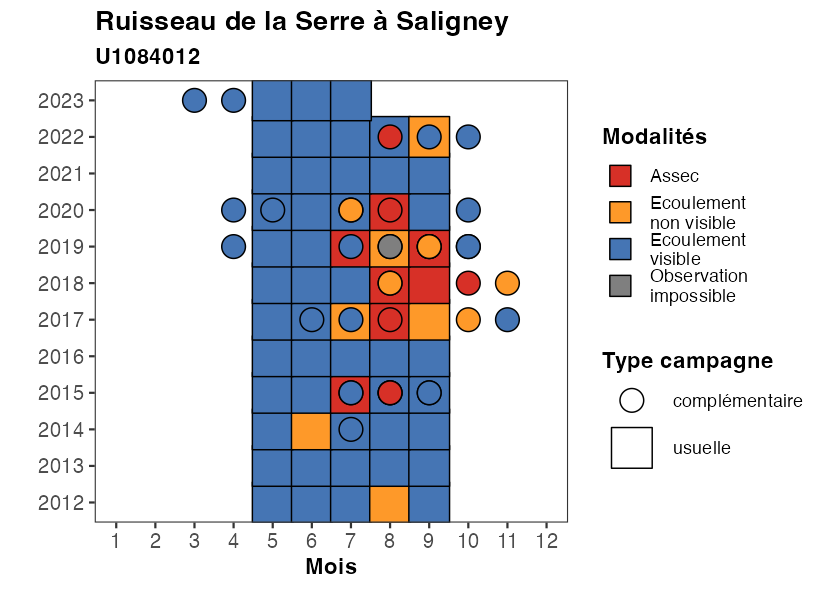 Ruisseau de la Serre à Saligney
U1084012
2023
2022
2021
2020
2019
2018
2017
2016
2015
2014
2013
2012
1 2 3 4 5 6 7 8 9 10 11 12
Mois
Modalités
Assec
Ecoulement
non visible
Ecoulement
visible
Observation
impossible
Type campagne
complémentaire
usuelle